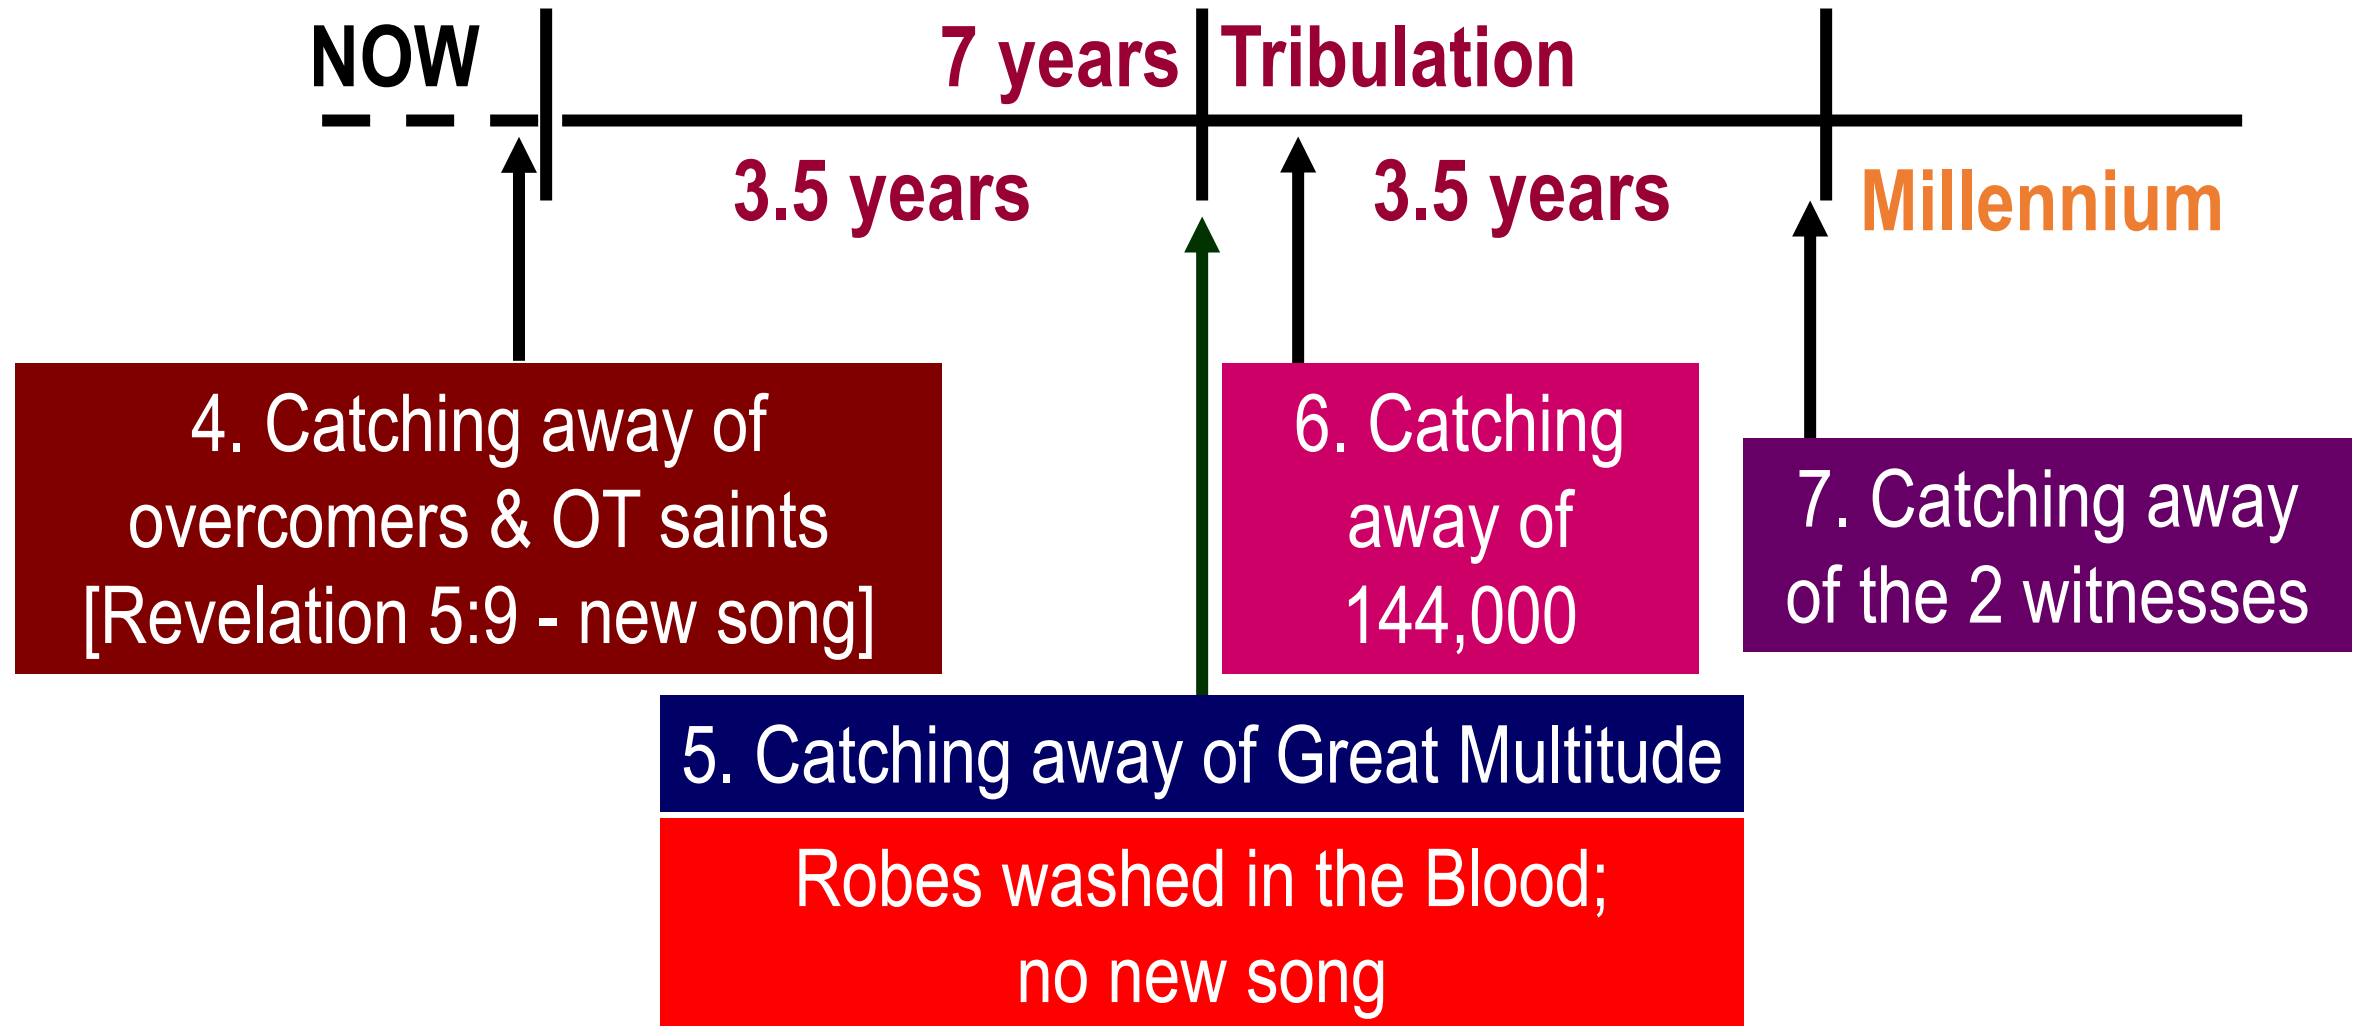 NOW
7 years Tribulation
3.5 years
3.5 years
Millennium
4. Catching away of
overcomers & OT saints
[Revelation 5:9 - new song]
6. Catching
away of
144,000
7. Catching away
of the 2 witnesses
5. Catching away of Great Multitude
Robes washed in the Blood;
no new song